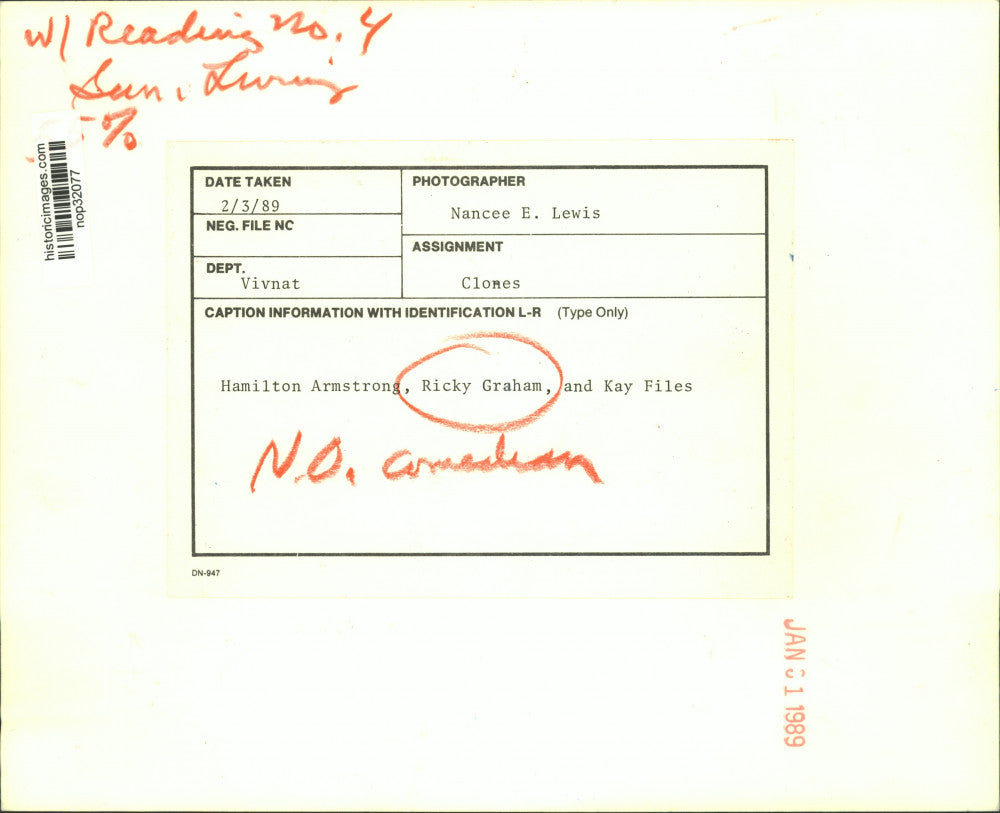 w/ Reading No. 4
Sun. Living
%
historicimages.com
nop32077
DATE TAKEN
2/3/89
NEG. FILE NO
DEPT.
Vivnat
PHOTOGRAPHER
Nancee E. Lewis
ASSIGNMENT
Clones
CAPTION INFORMATION WITH IDENTIFICATION L-R (Type Only)
Hamilton Armstrong, Ricky Graham, and Kay Files
N.O. comedian
DN-947
JAN 31 1989